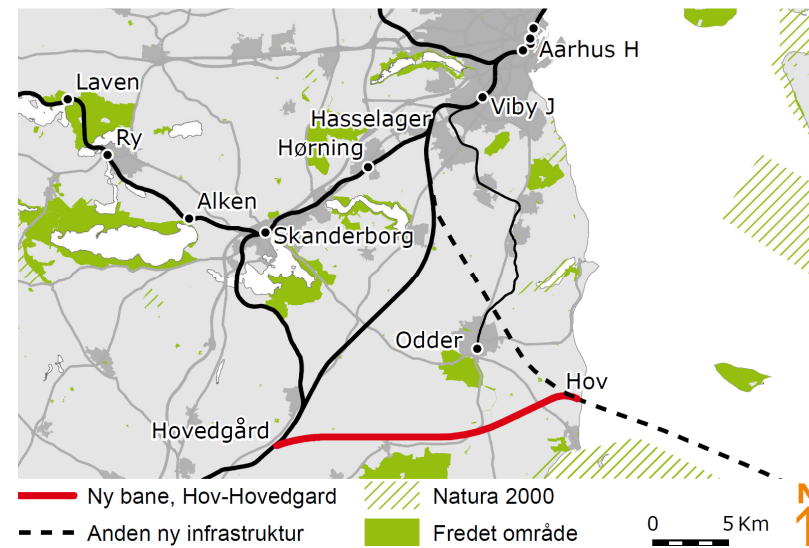 Aarhus H
Laven
Viby J
Hasselager
Ry
Hørning
Alken
Skanderborg
Odder
Hov
Hovedgård
Ny bane, Hov-Hovedgard
Natura 2000
Anden ny infrastruktur
Fredet område
0 5 Km
N